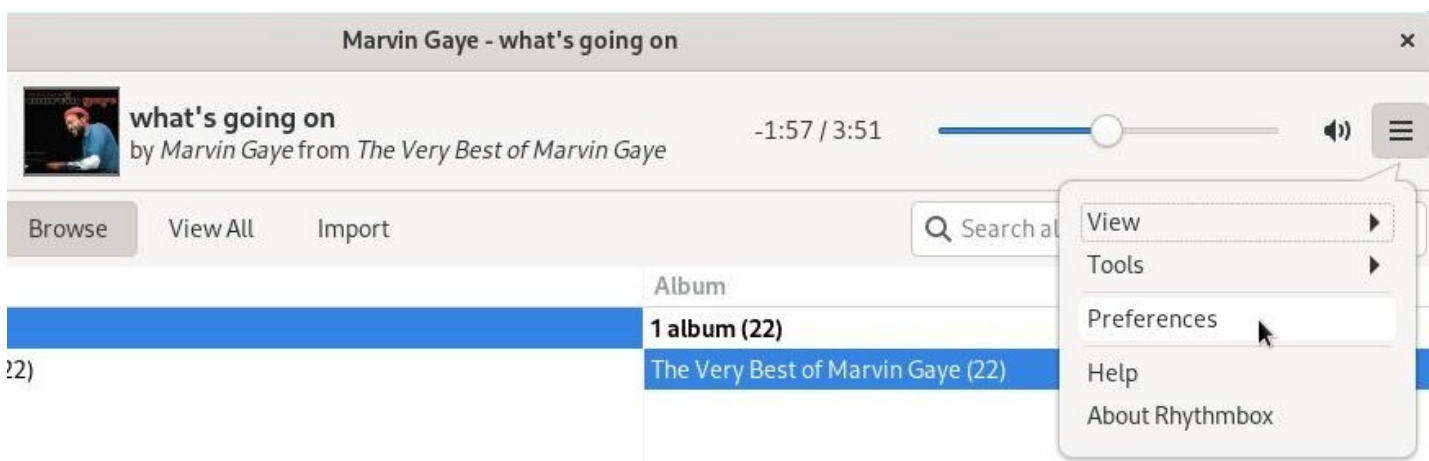 Marvin Gaye - what's going on
what's going on
by Marvin Gaye from The Very Best of Marvin Gaye
-1:57 / 3:51
Browse
View All
Import
Search al
View
Tools
Preferences
Help
About Rhythmbox
Album
1 album (22)
22)
The Very Best of Marvin Gaye (22)